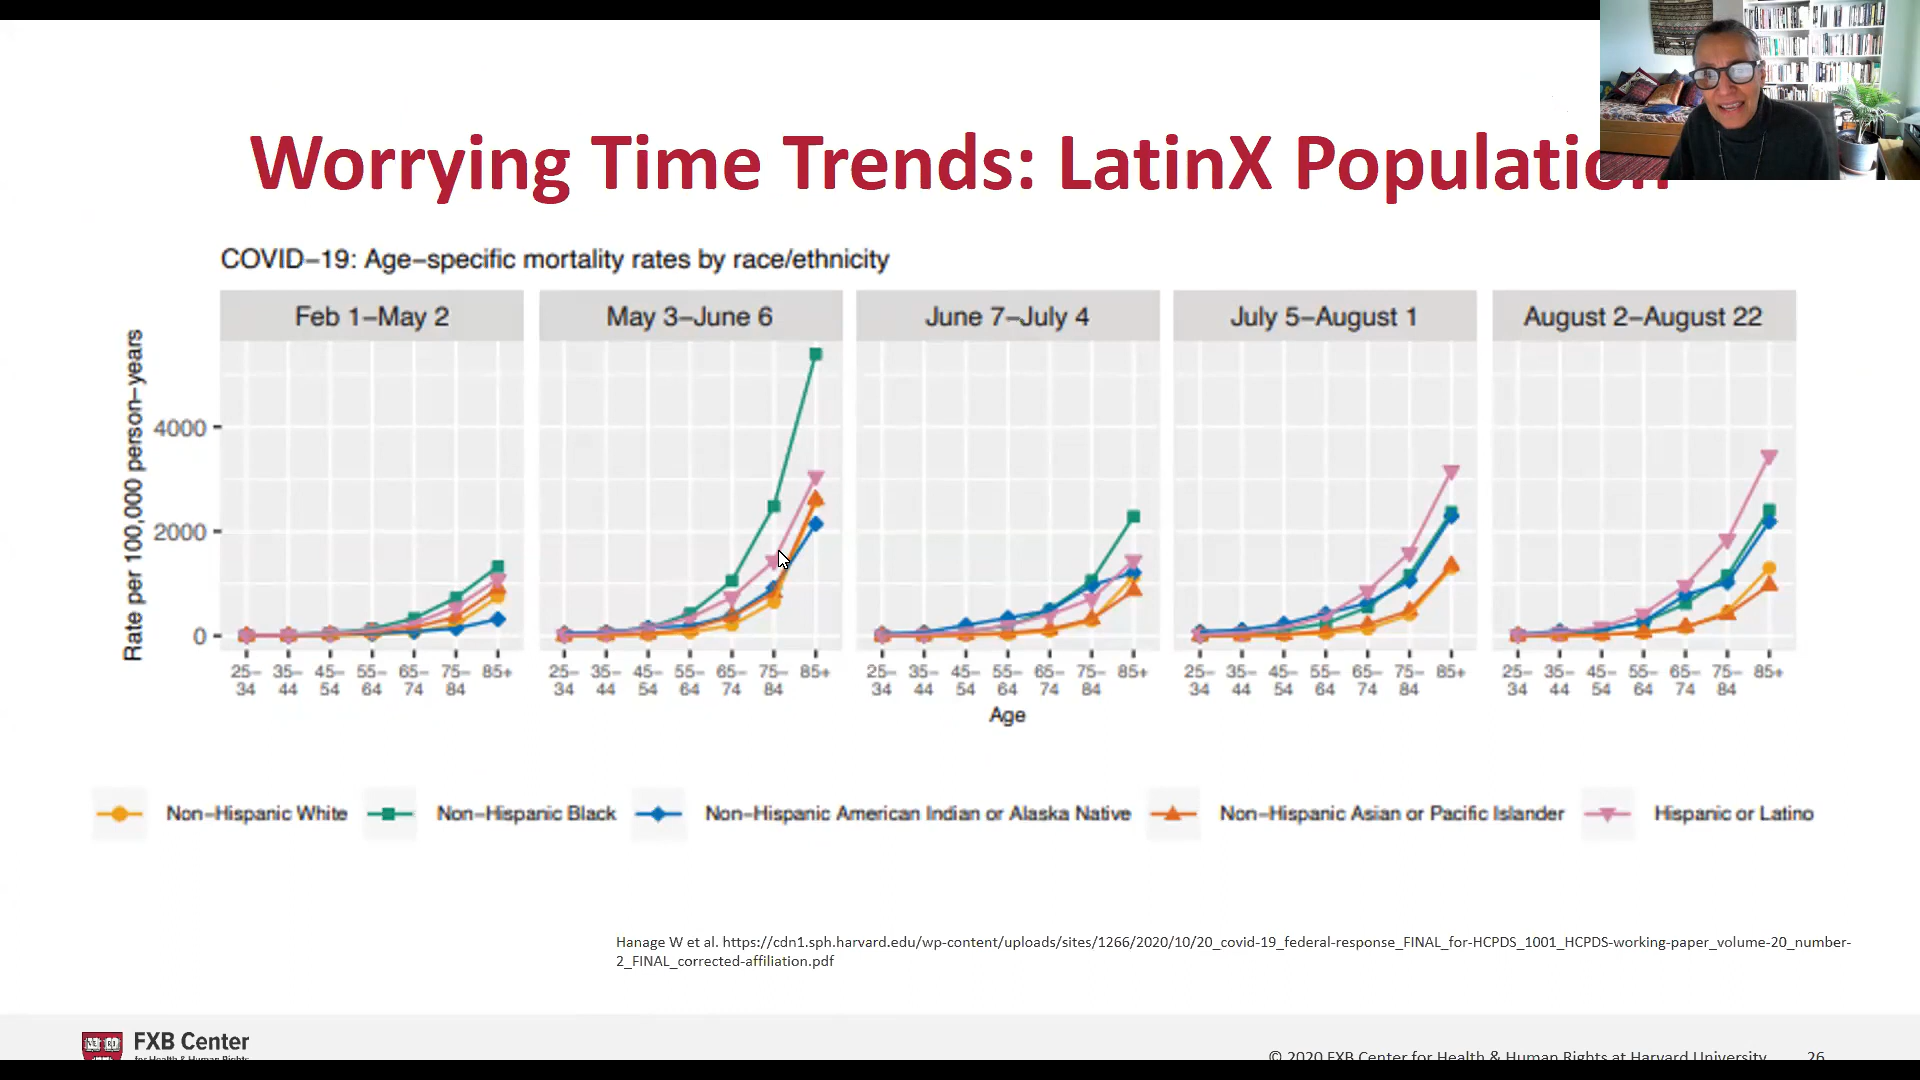 Worrying Time Trends: LatinX Population
COVID–19: Age–specific mortality rates by race/ethnicity
Feb 1–May 2
May 3–June 6
June 7–July 4
July 5–August 1
August 2–August 22
Rate per 100,000 person–years
4000
2000
0
25– 35– 45– 55– 65– 75– 85+
34 44 54 64 74 84
25– 35– 45– 55– 65– 75– 85+
34 44 54 64 74 84
25– 35– 45– 55– 65– 75– 85+
34 44 54 64 74 84
25– 35– 45– 55– 65– 75– 85+
34 44 54 64 74 84
25– 35– 45– 55– 65– 75– 85+
34 44 54 64 74 84
Age
Non–Hispanic White
Non–Hispanic Black
Non–Hispanic American Indian or Alaska Native
Non–Hispanic Asian or Pacific Islander
Hispanic or Latino
Hanage W et al. https://cdn1.sph.harvard.edu/wp-content/uploads/sites/1266/2020/10/20_covid-19_federal-response_FINAL_for-HCPDS_1001_HCPDS-working-paper_volume-20_number-
2_FINAL_corrected-affiliation.pdf
FXB Center
for Health & Human Rights
© 2020 FXB Center for Health & Human Rights at Harvard University
26